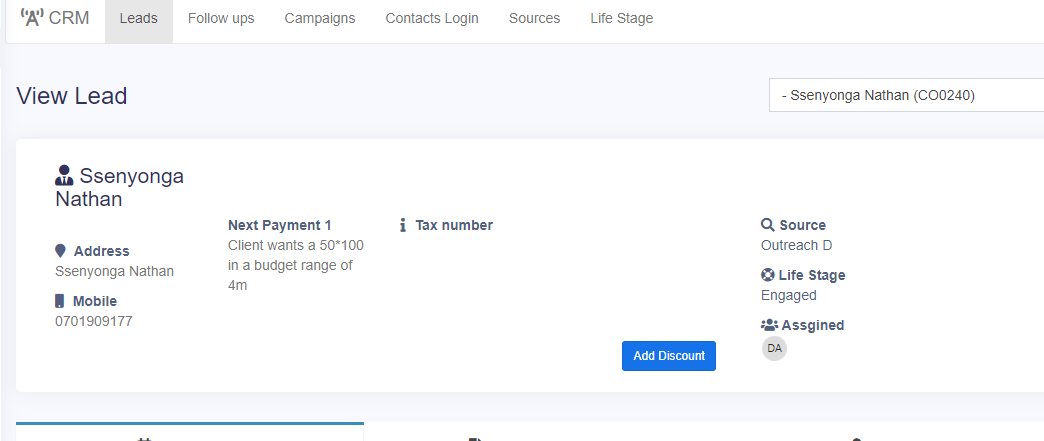 CRM Leads Follow ups Campaigns Contacts Login Sources Life Stage
View Lead
- Ssenyonga Nathan (CO0240)
Ssenyonga
Nathan
Address
Ssenyonga Nathan
Mobile
0701909177
Next Payment 1
Client wants a 50*100
in a budget range of
4m
Tax number
Add Discount
Source
Outreach D
Life Stage
Engaged
Assgined
DA